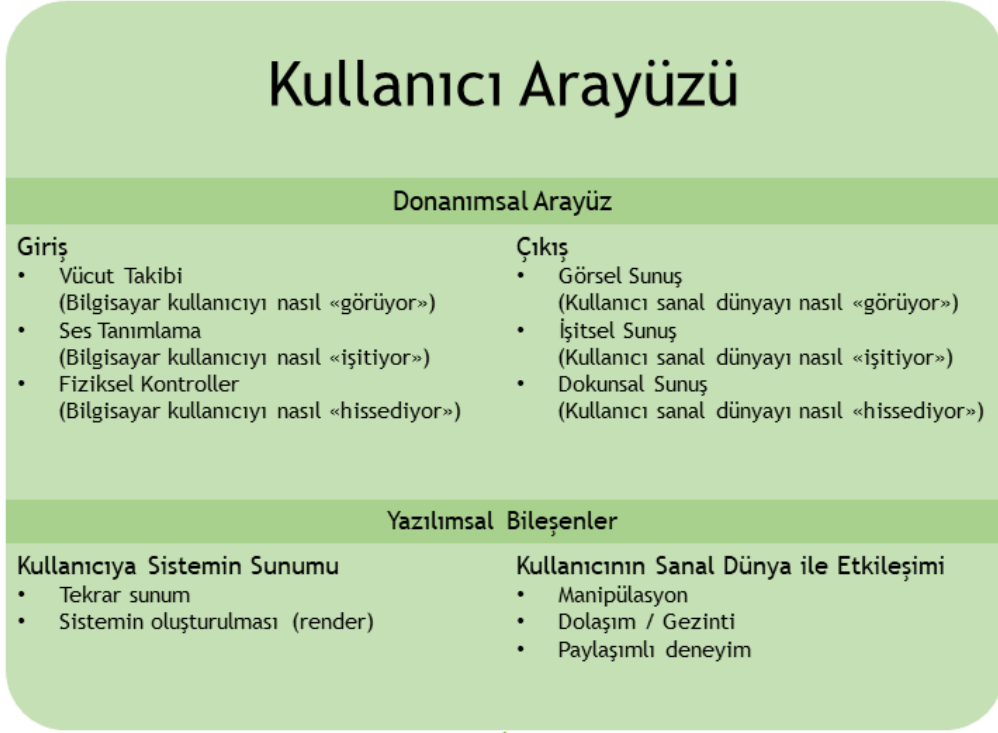 Kullanıcı Arayüzü
Donanımsal Arayüz
Giriş
• Vücut Takibi
(Bilgisayar kullanıcıyı nasıl «görüyor»)
• Ses Tanımlama
(Bilgisayar kullanıcıyı nasıl «işitiyor»)
• Fiziksel Kontroller
(Bilgisayar kullanıcıyı nasıl «hissediyor»)
Çıkış
• Görsel Sunuş
(Kullanıcı sanal dünyayı nasıl «görüyor»)
• İşitsel Sunuş
(Kullanıcı sanal dünyayı nasıl «işitiyor»)
• Dokunsal Sunuş
(Kullanıcı sanal dünyayı nasıl «hissediyor»)
Yazılımsal Bileşenler
Kullanıcıya Sistemin Sunumu
• Tekrar sunum
• Sistemin oluşturulması (render)
Kullanıcının Sanal Dünya ile Etkileşimi
• Manipülasyon
• Dolaşım / Gezinti
• Paylaşımlı deneyim